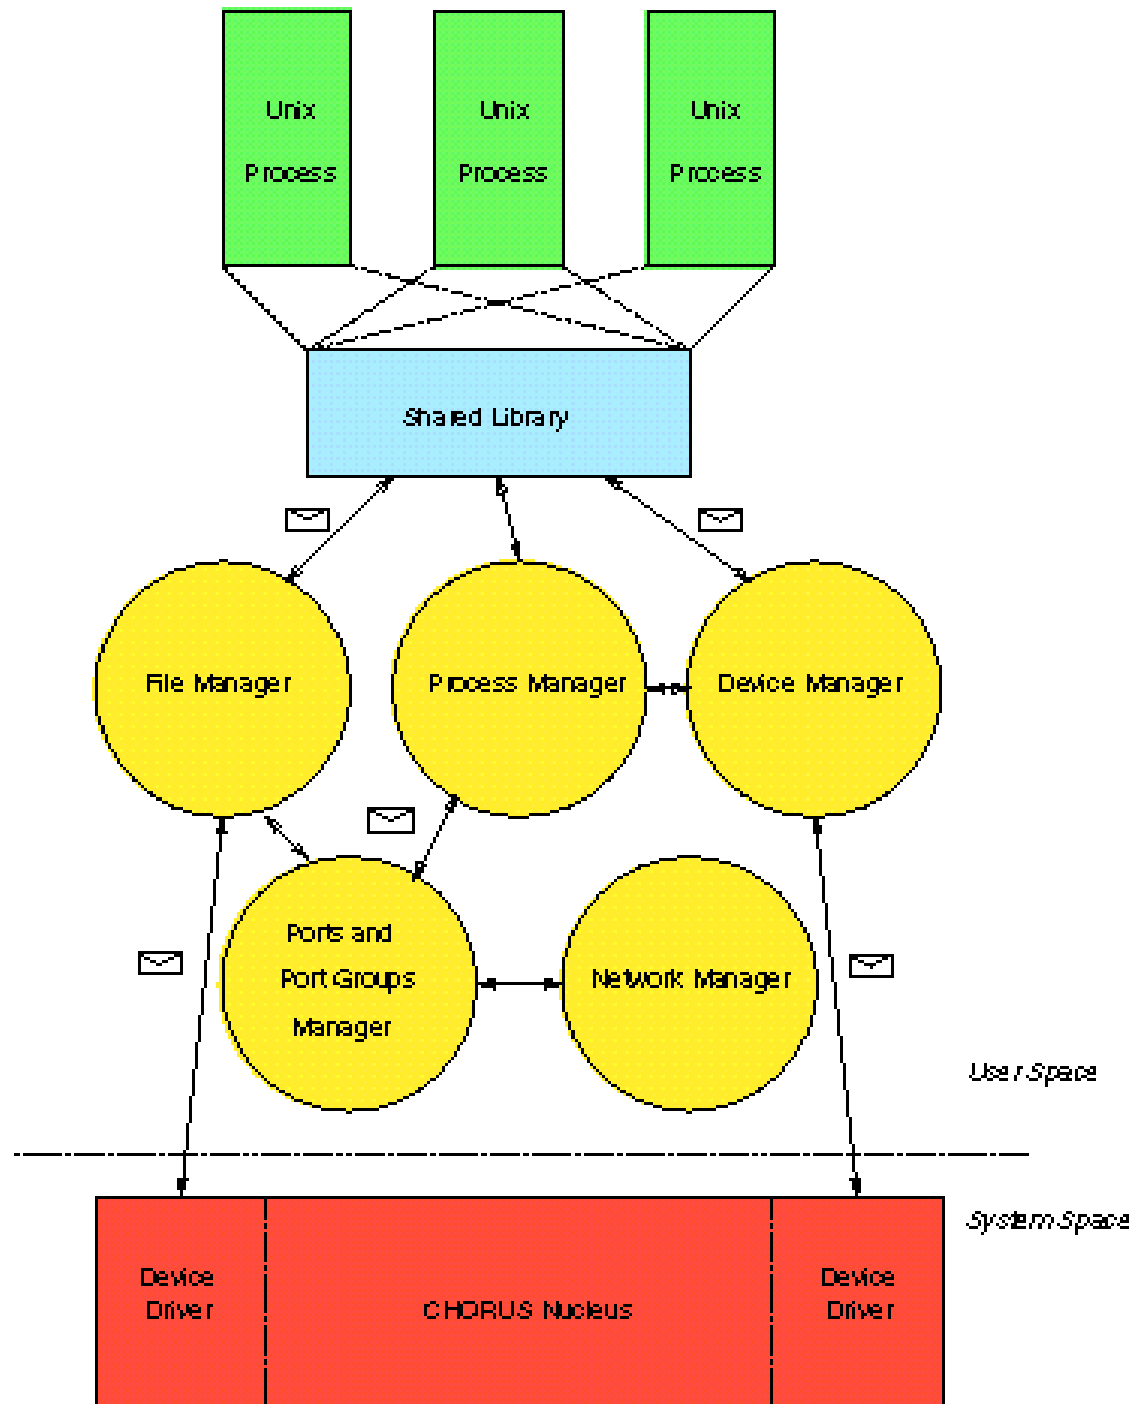 Unix
Process
Unix
Process
Unix
Process
Shared Library
File Manager
Process Manager
Device Manager
Ports and
Port Groups
Manager
Network Manager
User Space
System Space
Device
Driver
CHORUS Nucleus
Device
Driver